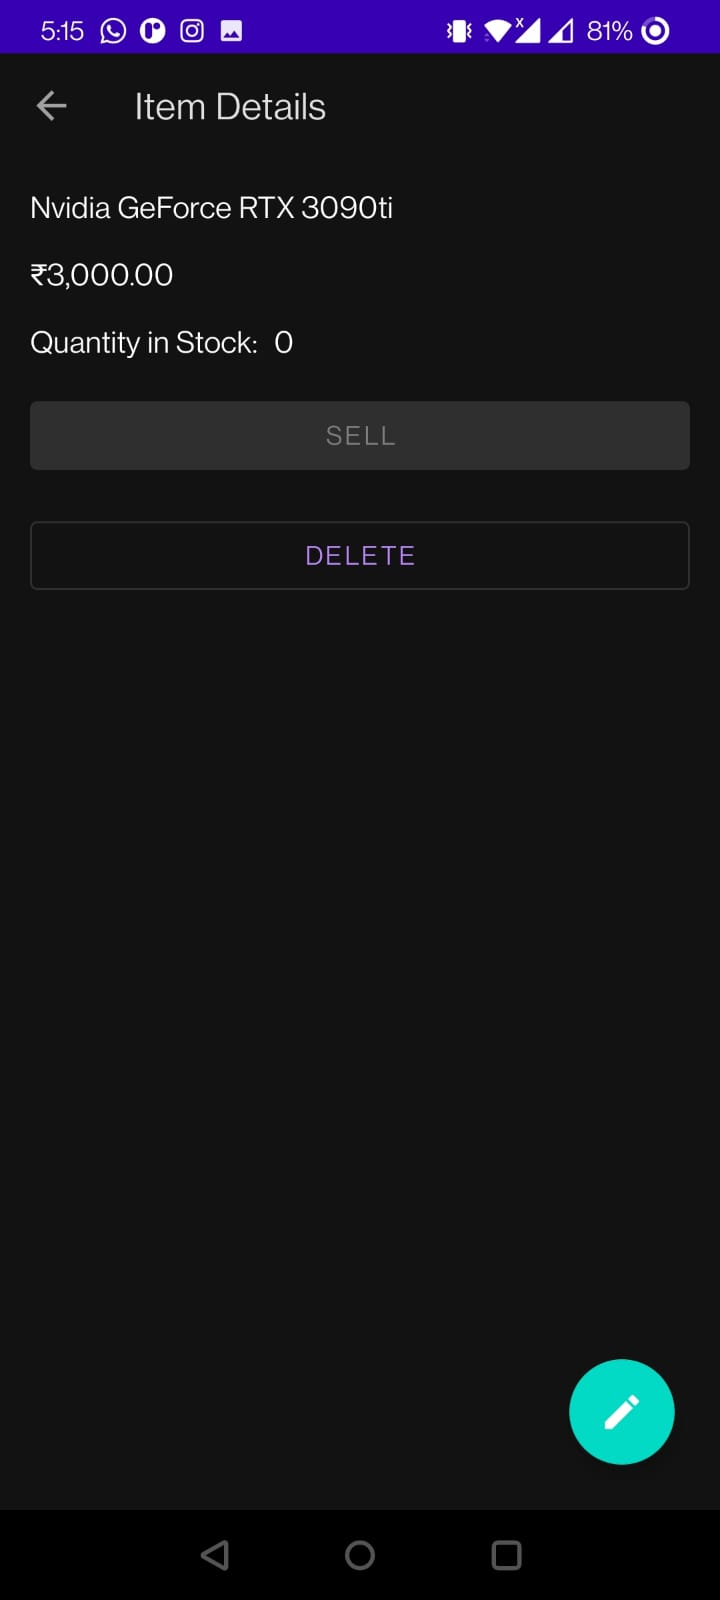 5:15 81%
Item Details
Nvidia GeForce RTX 3090ti
₹3,000.00
Quantity in Stock: 0
SELL
DELETE